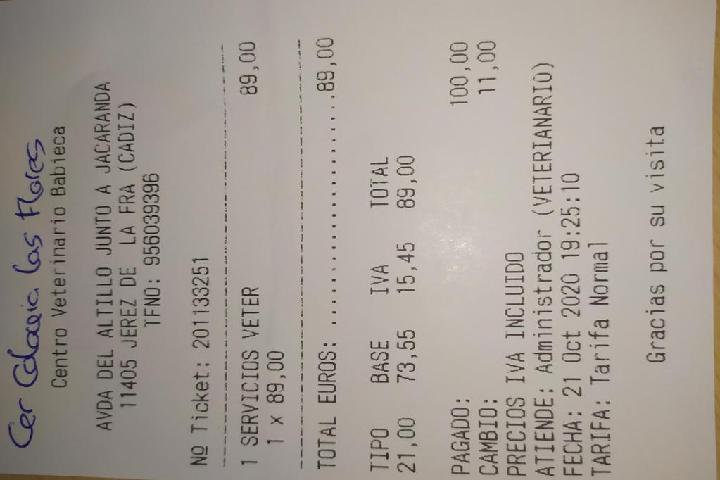 Cer Colonia las Flores
Centro Veterinario Babieca
AVDA DEL ALTILLO JUNTO A JACARANDA
11405 JEREZ DE LA FRA (CADIZ)
TFNO: 956039396
Nº Ticket: 201133251
1 SERVICIOS VETER 89,00
1 x 89,00
TOTAL EUROS: ........................89,00
TIPO BASE IVA TOTAL
21,00 73,55 15,45 89,00
PAGADO: 100,00
CAMBIO: 11,00
PRECIOS IVA INCLUIDO
ATIENDE: Administrador (VETERIANARIO)
FECHA: 21 Oct 2020 19:25:10
TARIFA: Tarifa Normal
Gracias por su visita